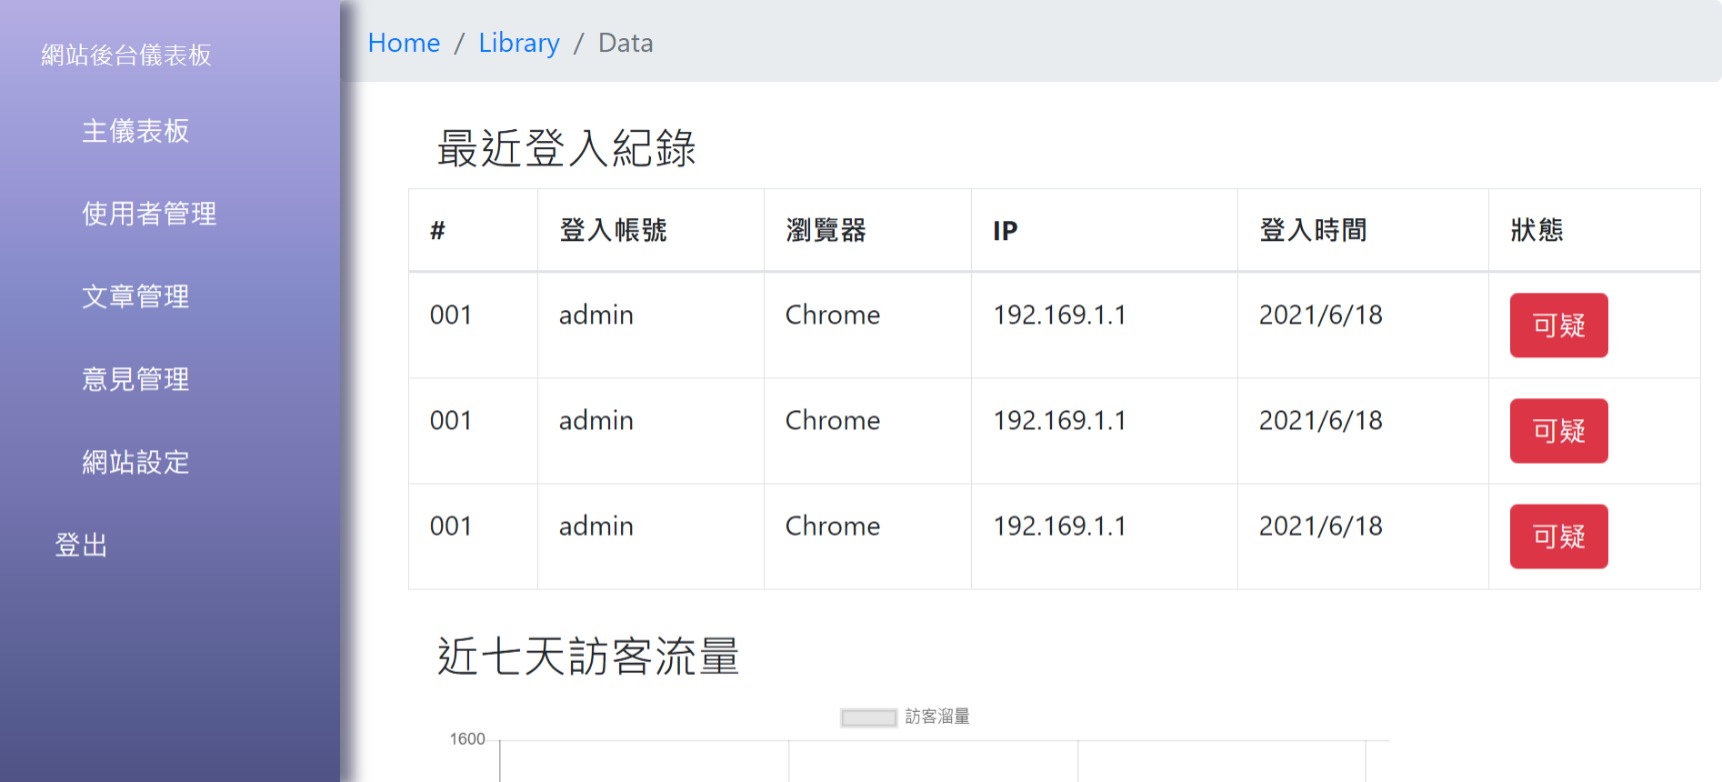 網站後台儀表板
主儀表板
使用者管理
文章管理
意見管理
網站設定
登出
Home / Library / Data
最近登入紀錄
# 登入帳號 瀏覽器 IP 登入時間 狀態
001 admin Chrome 192.169.1.1 2021/6/18 可疑
001 admin Chrome 192.169.1.1 2021/6/18 可疑
001 admin Chrome 192.169.1.1 2021/6/18 可疑
近七天訪客流量
訪客溜量
1600